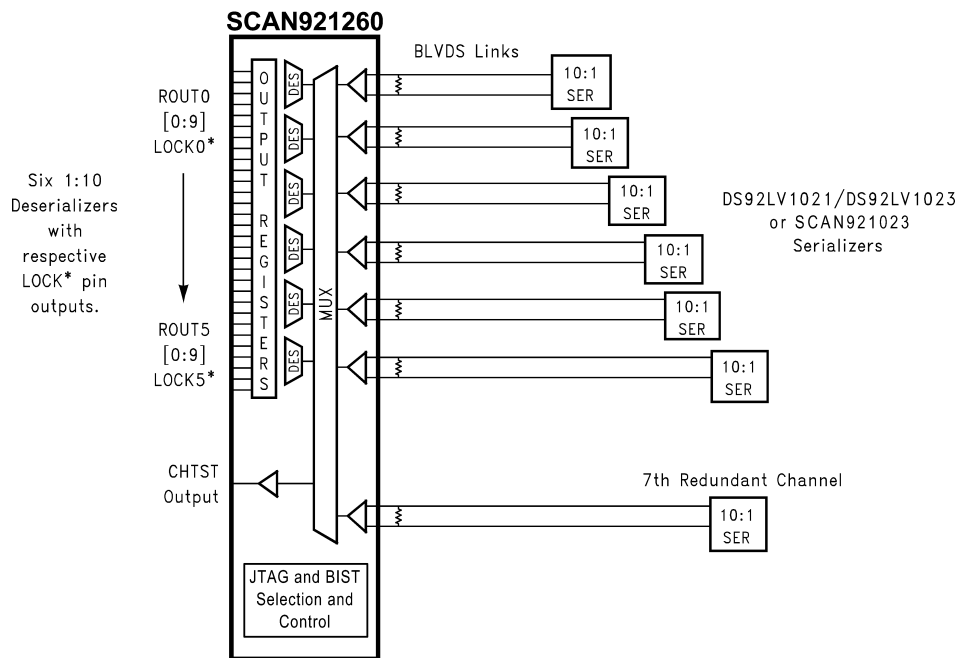 SCAN921260
BLVDS Links
ROUT0
[0:9]
LOCK0*
Six 1:10
Deserializers
with
respective
LOCK* pin
outputs.
ROUT5
[0:9]
LOCK5*
CHTST
Output
OUTPUT REGISTERS
DES
DES
DES
DES
DES
DES
MUX
10:1
SER
10:1
SER
10:1
SER
10:1
SER
10:1
SER
10:1
SER
DS92LV1021/DS92LV1023
or SCAN921023
Serializers
7th Redundant Channel
10:1
SER
JTAG and BIST
Selection and
Control